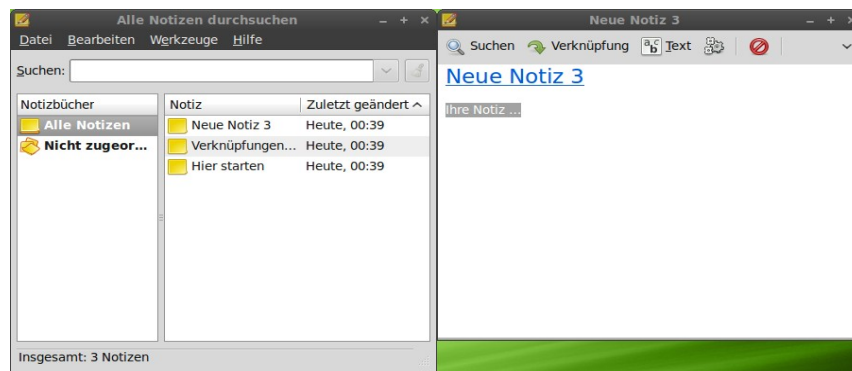 Alle Notizen durchsuchen
Datei Bearbeiten Werkzeuge Hilfe
Suchen:
Notizbücher
Alle Notizen
Nicht zugeor...
Notiz Zuletzt geändert
Neue Notiz 3 Heute, 00:39
Verknüpfungen... Heute, 00:39
Hier starten Heute, 00:39
Insgesamt: 3 Notizen
Neue Notiz 3
Suchen Verknüpfung Text
Neue Notiz 3
Ihre Notiz ...